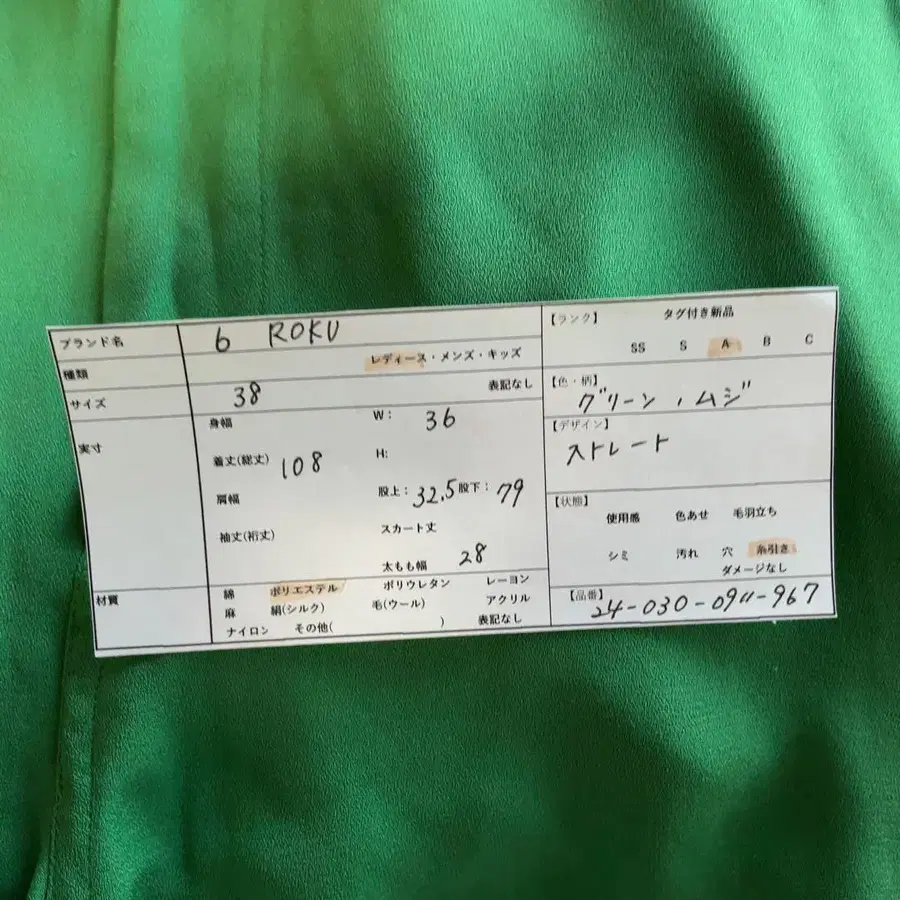 ブランド名 6 ROKU
種類 レディース・メンズ・キッズ
サイズ 38 表記なし
実寸
身幅 W: 36
着丈(総丈) 108 H:
肩幅 股上: 32.5 股下: 79
袖丈(裄丈) スカート丈
太もも幅 28
材質
綿 ポリエステル ポリウレタン レーヨン
麻 絹(シルク) 毛(ウール) アクリル
ナイロン その他( ) 表記なし
【ランク】 タグ付き新品
SS S A B C
【色・柄】
グリーン、ムジ
【デザイン】
ストレート
【状態】
使用感 色あせ 毛羽立ち
シミ 汚れ 穴 糸引き
ダメージなし
【品番】
24-030-0911-967